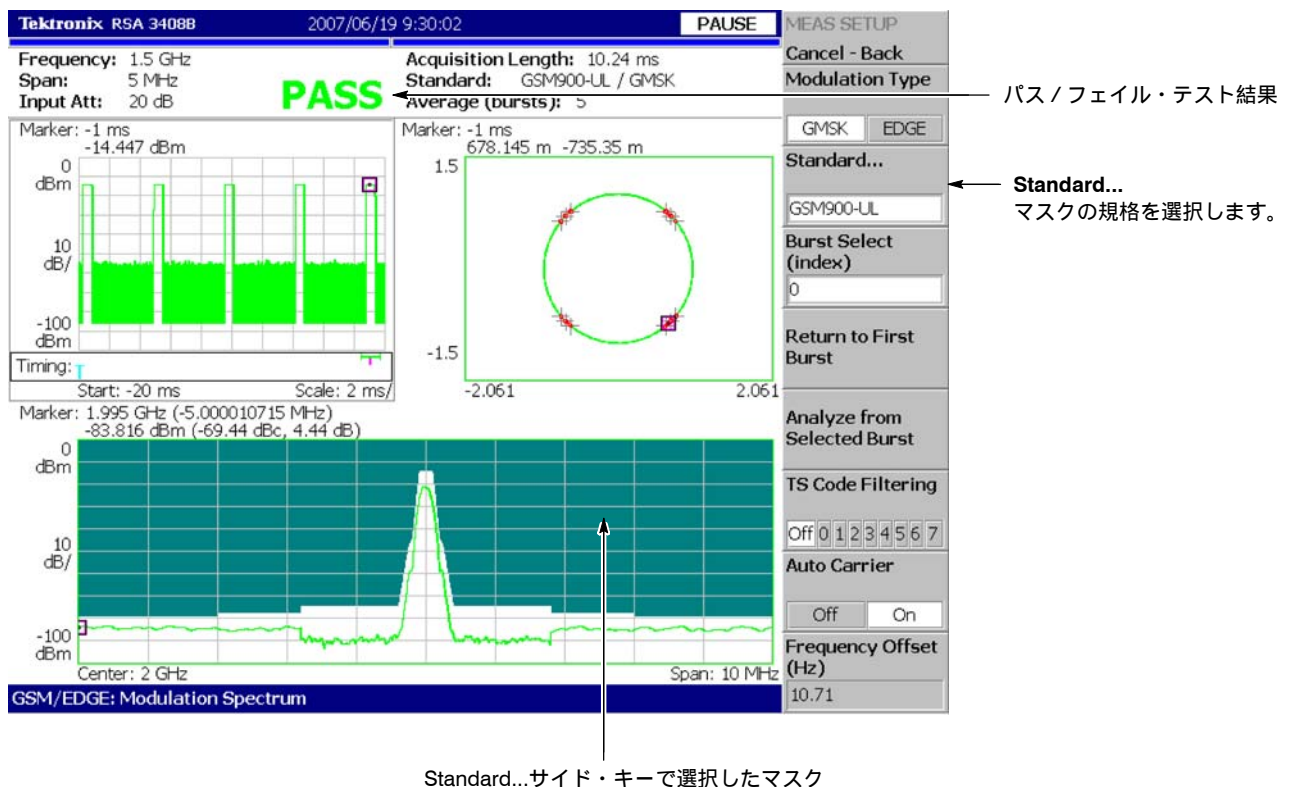 Tektronix RSA 3408B 2007/06/19 9:30:02 PAUSE
Frequency: 1.5 GHz
Span: 5 MHz
Input Att: 20 dB
PASS
Acquisition Length: 10.24 ms
Standard: GSM900-UL / GMSK
Average (bursts): 5
Marker: -1 ms
-14.447 dBm
0
dBm
10
dB/
-100
dBm
Timing:
Start: -20 ms Scale: 2 ms/
Marker: -1 ms
678.145 m -735.35 m
1.5
-1.5
-2.061 2.061
Marker: 1.995 GHz (-5.000010715 MHz)
-83.816 dBm (-69.44 dBc, 4.44 dB)
0
dBm
10
dB/
-100
dBm
Center: 2 GHz Span: 10 MHz
GSM/EDGE: Modulation Spectrum
MEAS SETUP
Cancel - Back
Modulation Type
GMSK EDGE
Standard...
GSM900-UL
Burst Select
(index)
0
Return to First
Burst
Analyze from
Selected Burst
TS Code Filtering
Off 0 1 2 3 4 5 6 7
Auto Carrier
Off On
Frequency Offset
(Hz)
10.71
パス / フェイル・テスト結果
Standard...
マスクの規格を選択します。
Standard...サイド・キーで選択したマスク